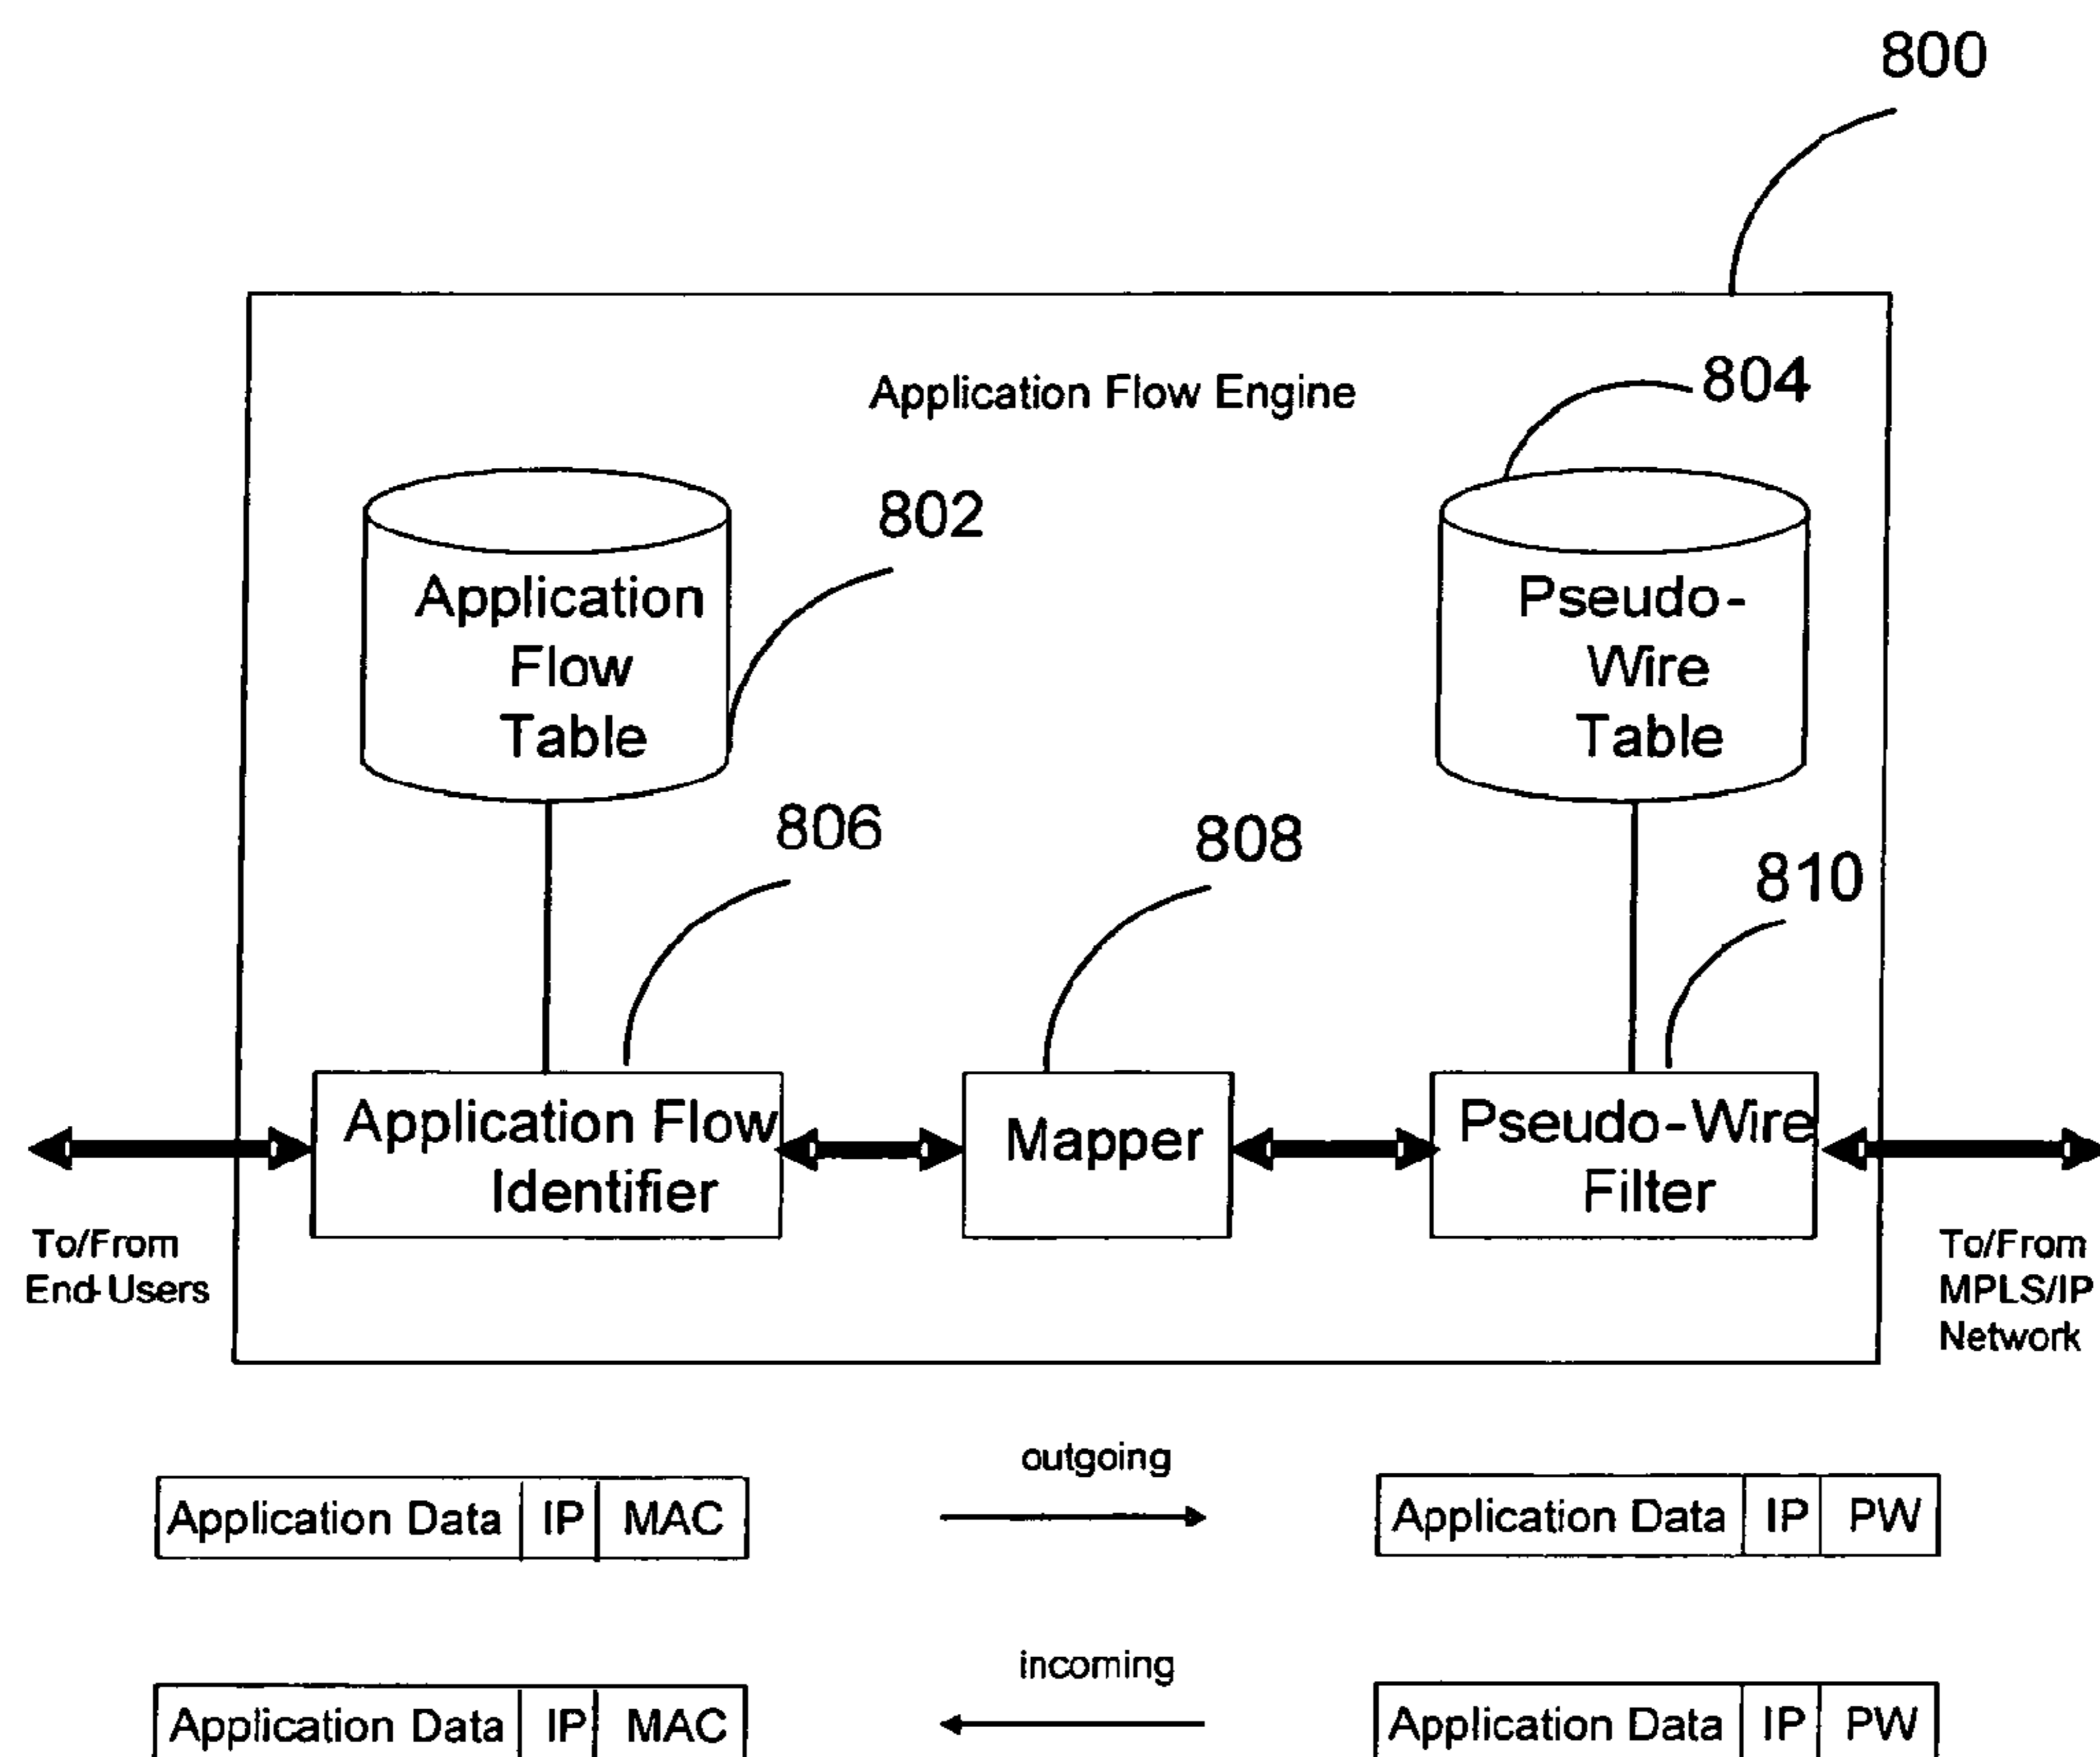 800
Application Flow Engine
804
802
Application
Flow
Table
Pseudo-
Wire
Table
806
808
810
Application Flow
Identifier
Mapper
Pseudo-Wire
Filter
To/From
End-Users
To/From
MPLS/IP
Network
outgoing
Application Data IP MAC
Application Data IP PW
incoming
Application Data IP MAC
Application Data IP PW